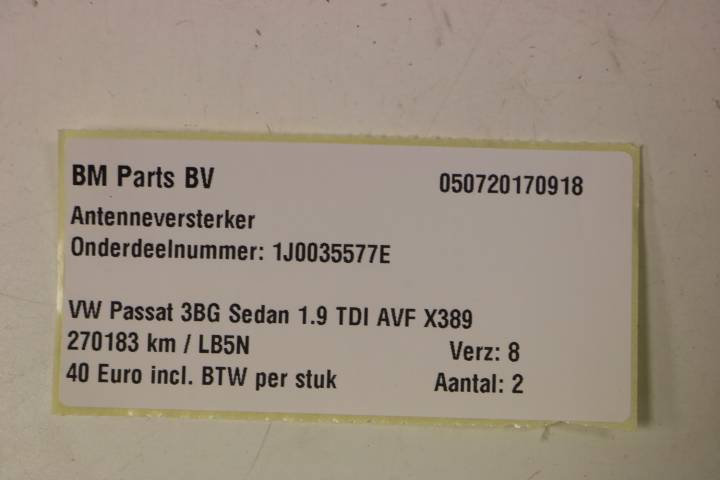 BM Parts BV 050720170918
Antenneversterker
Onderdeelnummer: 1J0035577E
VW Passat 3BG Sedan 1.9 TDI AVF X389
270183 km / LB5N Verz: 8
40 Euro incl. BTW per stuk Aantal: 2